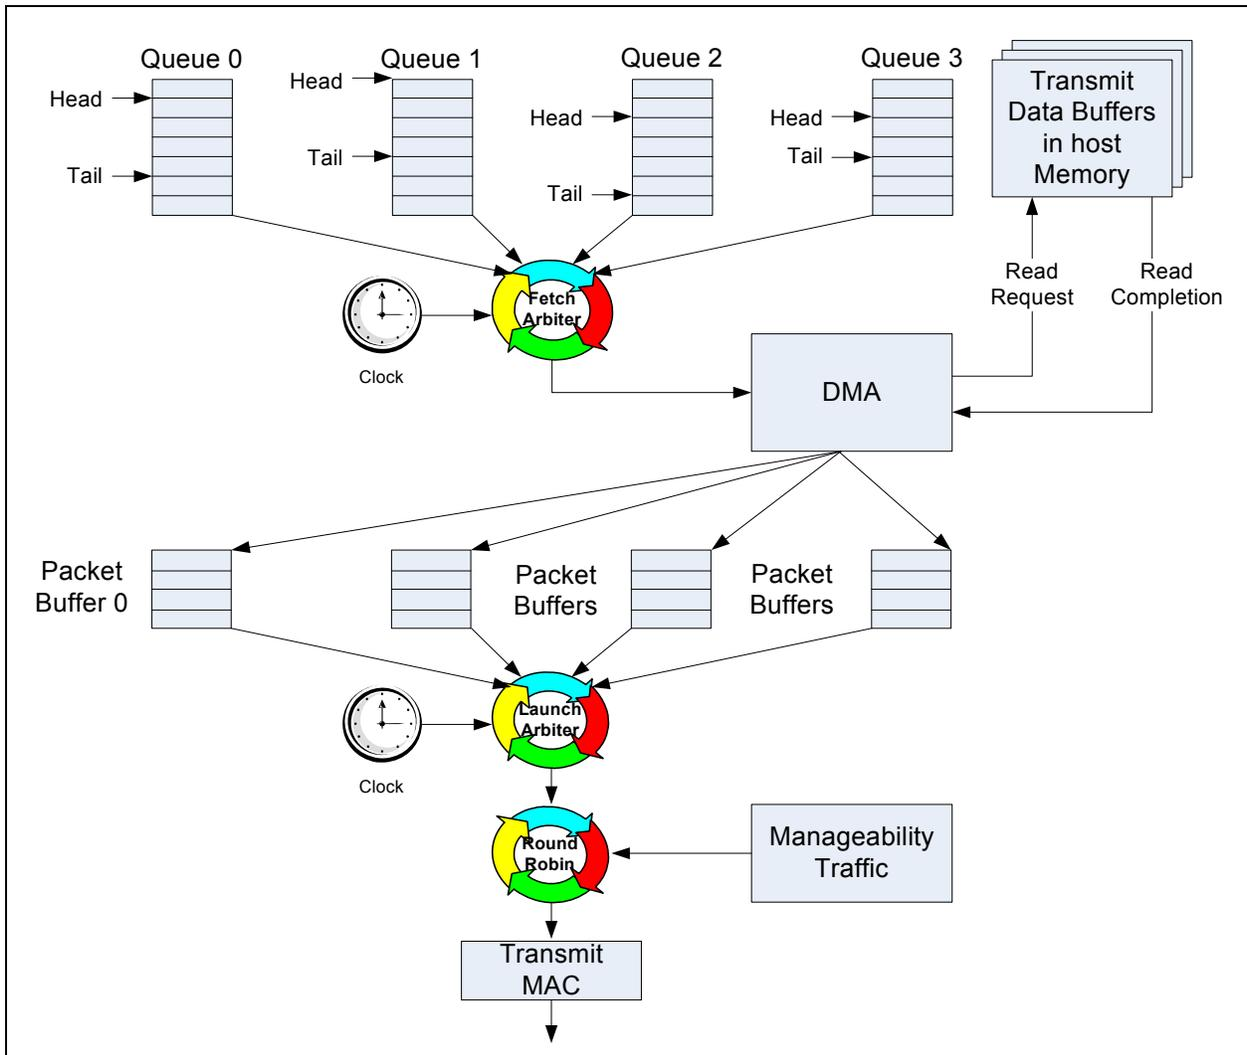 Queue 0
Queue 1
Queue 2
Queue 3
Head
Tail
Head
Tail
Head
Tail
Head
Tail
Transmit
Data Buffers
in host
Memory
Read
Request
Read
Completion
Fetch
Arbiter
Clock
DMA
Packet
Buffer 0
Packet
Buffers
Packet
Buffers
Launch
Arbiter
Clock
Round
Robin
Manageability
Traffic
Transmit
MAC